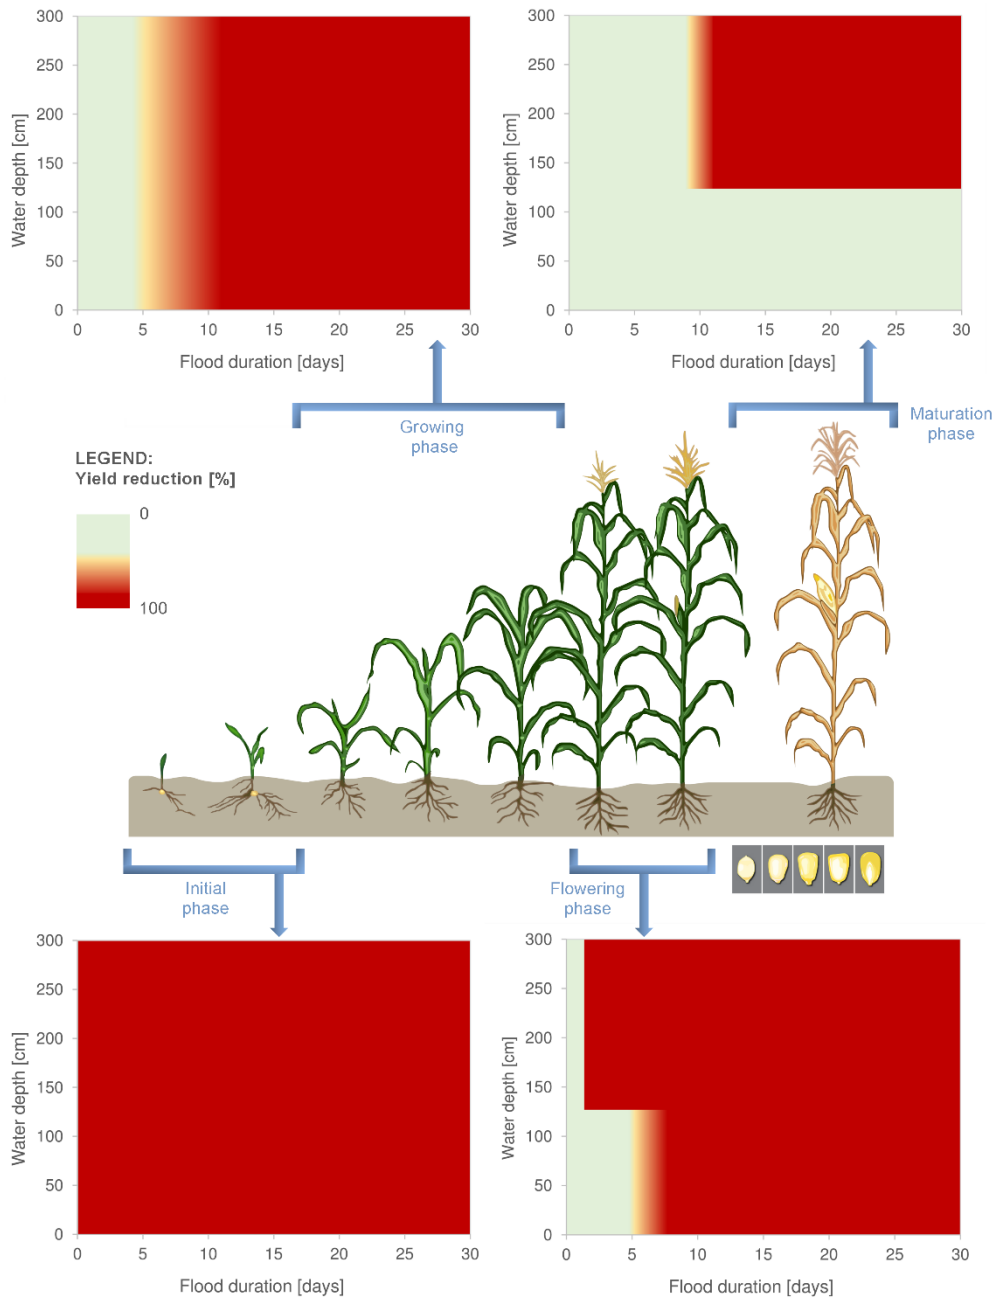 300
250
200
150
100
50
0
Water depth [cm]
0 5 10 15 20 25 30
Flood duration [days]
300
250
200
150
100
50
0
Water depth [cm]
0 5 10 15 20 25 30
Flood duration [days]
Growing
phase
Maturation
phase
LEGEND:
Yield reduction [%]
0
100
Initial
phase
Flowering
phase
300
250
200
150
100
50
0
Water depth [cm]
0 5 10 15 20 25 30
Flood duration [days]
300
250
200
150
100
50
0
Water depth [cm]
0 5 10 15 20 25 30
Flood duration [days]